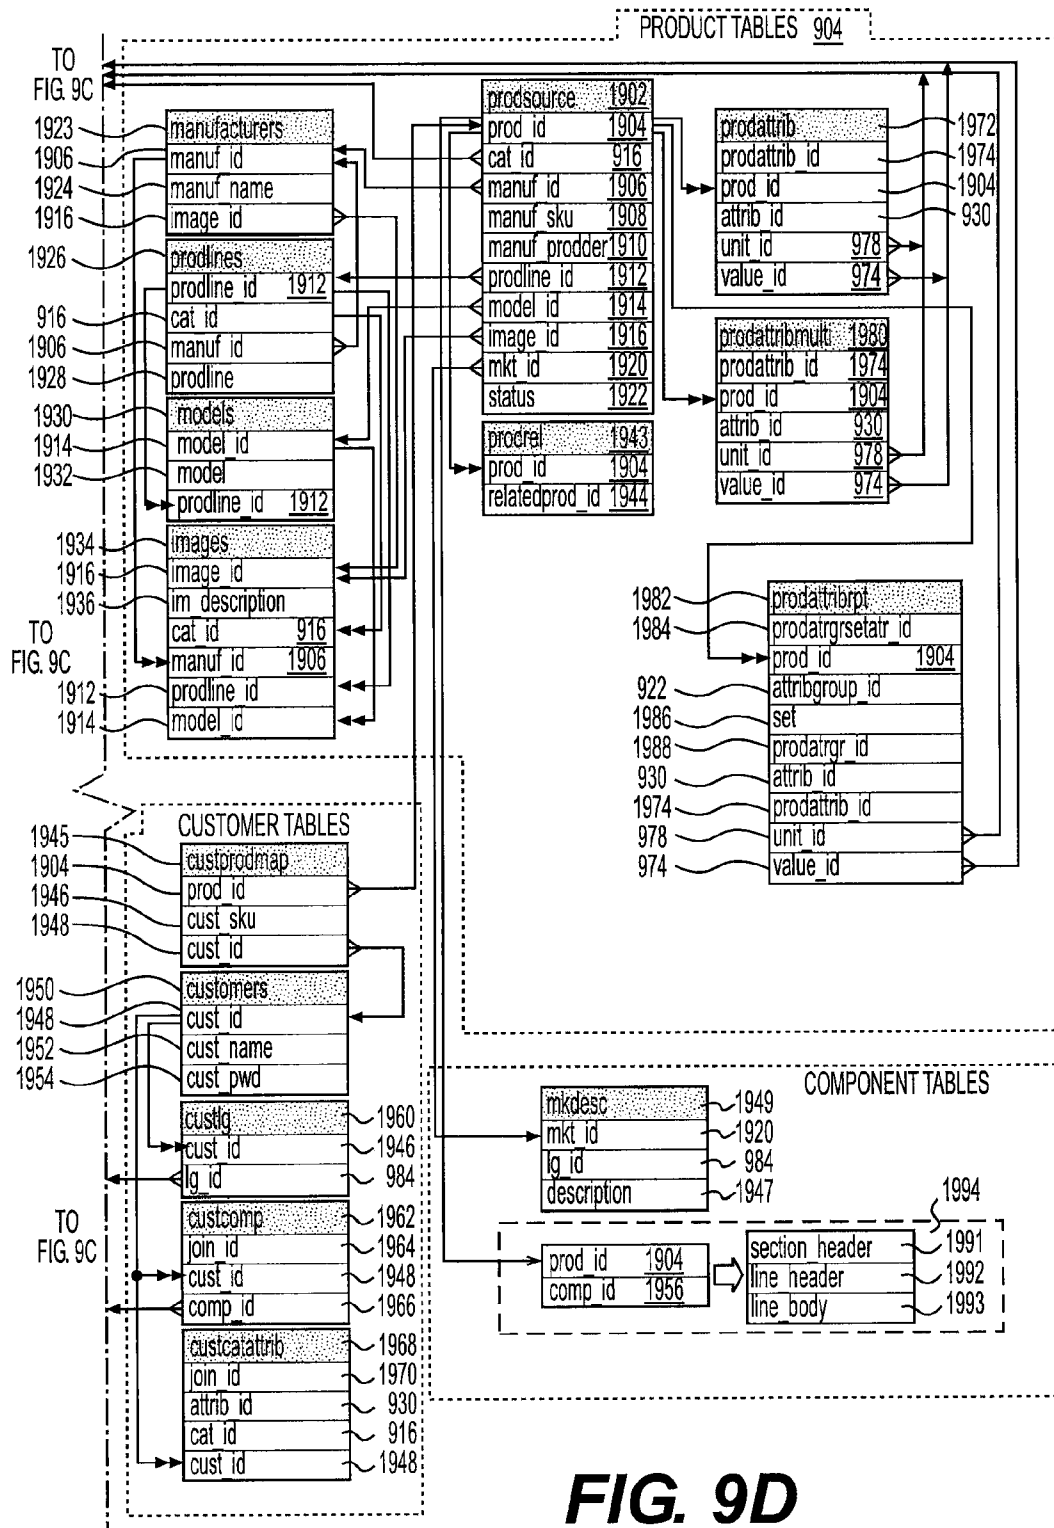 PRODUCT TABLES 904
TO
FIG. 9C
1923 manufacturers
1906 manuf_id
1924 manuf_name
1916 image_id
1926 prodlines
prodline_id 1912
916 cat_id
1906 manuf_id
1928 prodline
1930 models
1914 model_id
1932 model
prodline_id 1912
1934 images
1916 image_id
1936 im_description
cat_id 916
manuf_id 1906
1912 prodline_id
1914 model_id
TO
FIG. 9C
prodsource 1902
prod_id 1904
cat_id 916
manuf_id 1906
manuf_sku 1908
manuf_prodder 1910
prodline_id 1912
model_id 1914
image_id 1916
mkt_id 1920
status 1922
prodrel 1943
prod_id 1904
relatedprod_id 1944
prodattrib 1972
prodattrib_id 1974
prod_id 1904
attrib_id 930
unit_id 978
value_id 974
prodattribmulti 1980
prodattrib_id 1974
prod_id 1904
attrib_id 930
unit_id 978
value_id 974
1982 prodattribrpt
1984 prodatrgrsetatr_id
prod_id 1904
922 attribgroup_id
1986 set
1988 prodatrgr_id
930 attrib_id
1974 prodattrib_id
978 unit_id
974 value_id
CUSTOMER TABLES
1945 custprodmap
1904 prod_id
1946 cust_sku
1948 cust_id
1950 customers
1948 cust_id
1952 cust_name
1954 cust_pwd
custlg 1960
cust_id 1946
lg_id 984
custcomp 1962
join_id 1964
cust_id 1948
comp_id 1966
TO
FIG. 9C
custcatattrib 1968
join_id 1970
attrib_id 930
cat_id 916
cust_id 1948
COMPONENT TABLES
mkdesc 1949
mkt_id 1920
lg_id 984
description 1947
1994
prod_id 1904
comp_id 1956
section_header 1991
line_header 1992
line_body 1993
FIG. 9D